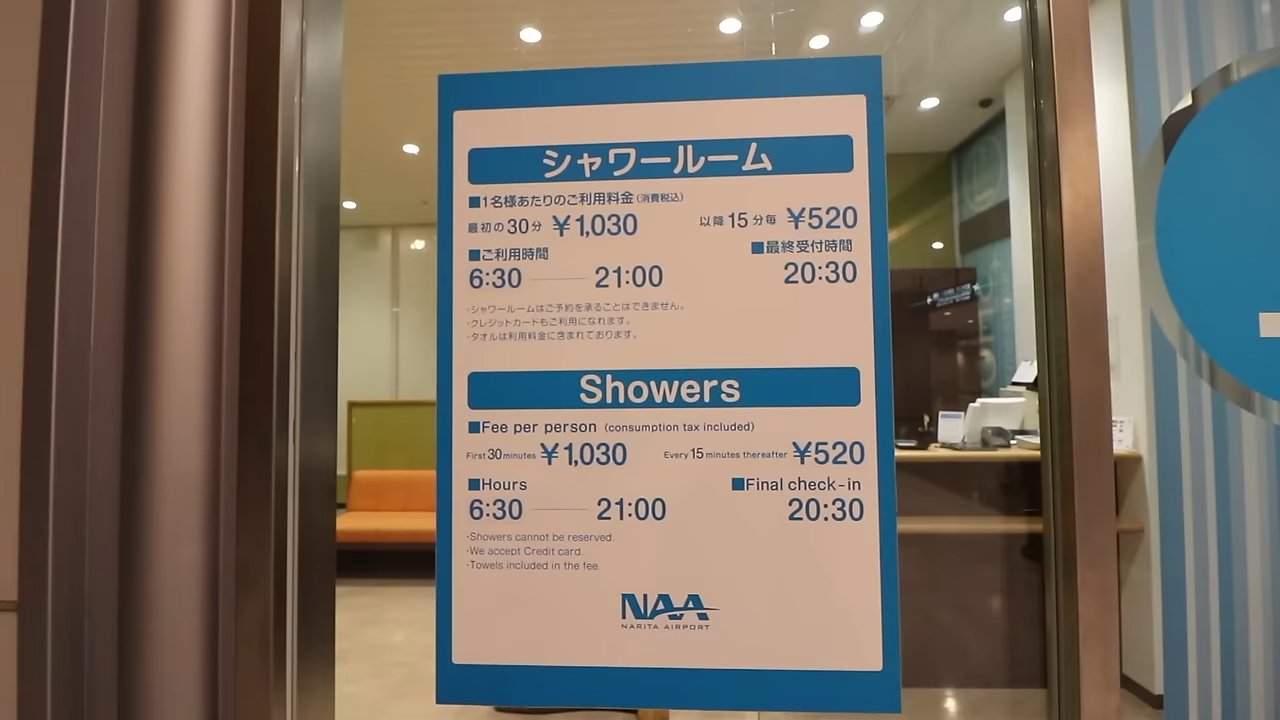 シャワールーム
■1名様あたりのご利用料金(消費税込)
最初の30分 ¥1,030 以降15分毎 ¥520
■ご利用時間 ■最終受付時間
6:30 21:00 20:30
・シャワールームはご予約を承ることはできません。
・クレジットカードもご利用になれます。
・タオルは利用料金に含まれております。
Showers
■Fee per person (consumption tax included)
First 30 minutes ¥1,030 Every 15 minutes thereafter ¥520
■Hours ■Final check-in
6:30 21:00 20:30
・Showers cannot be reserved.
・We accept Credit card.
・Towels included in the fee.
NAA
NARITA AIRPORT